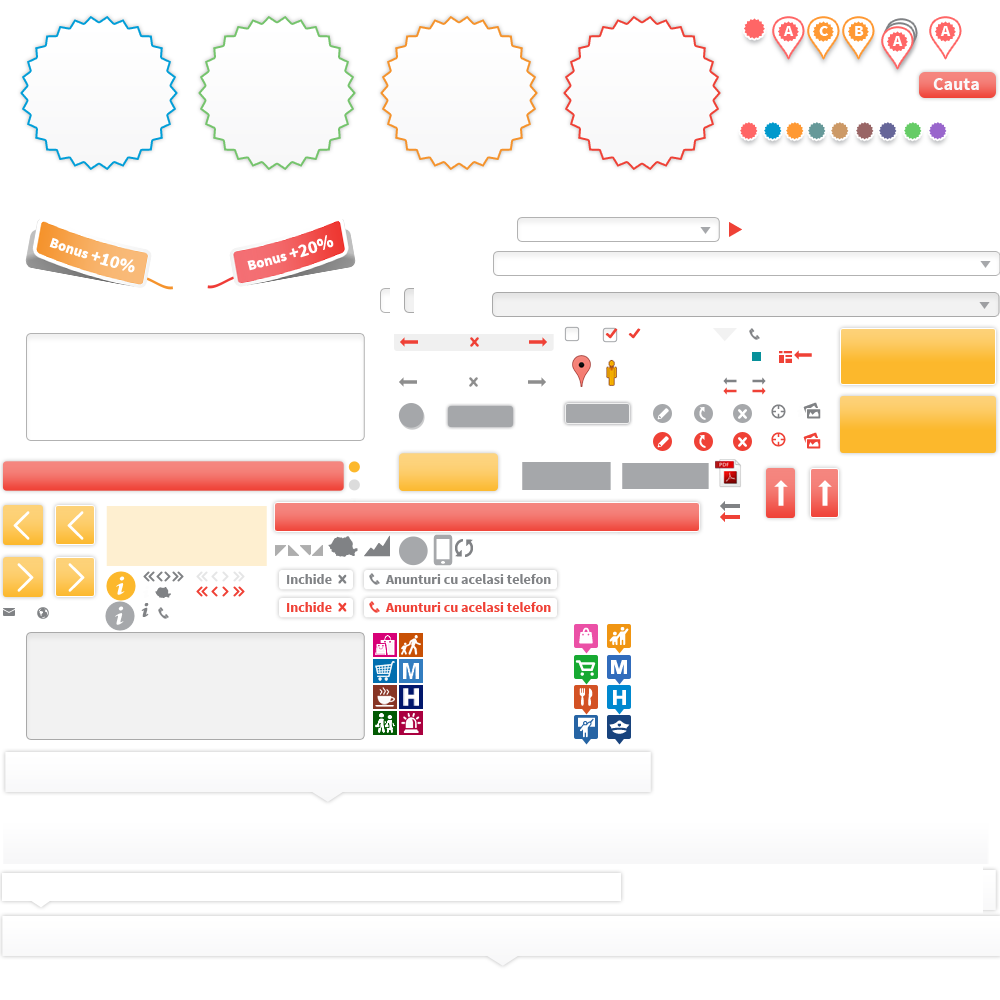 A C B A A
Cauta
Bonus +10%
Bonus +20%
PDF
Inchide
Anunturi cu acelasi telefon
i
i
i
Inchide
Anunturi cu acelasi telefon
M
M
H
H